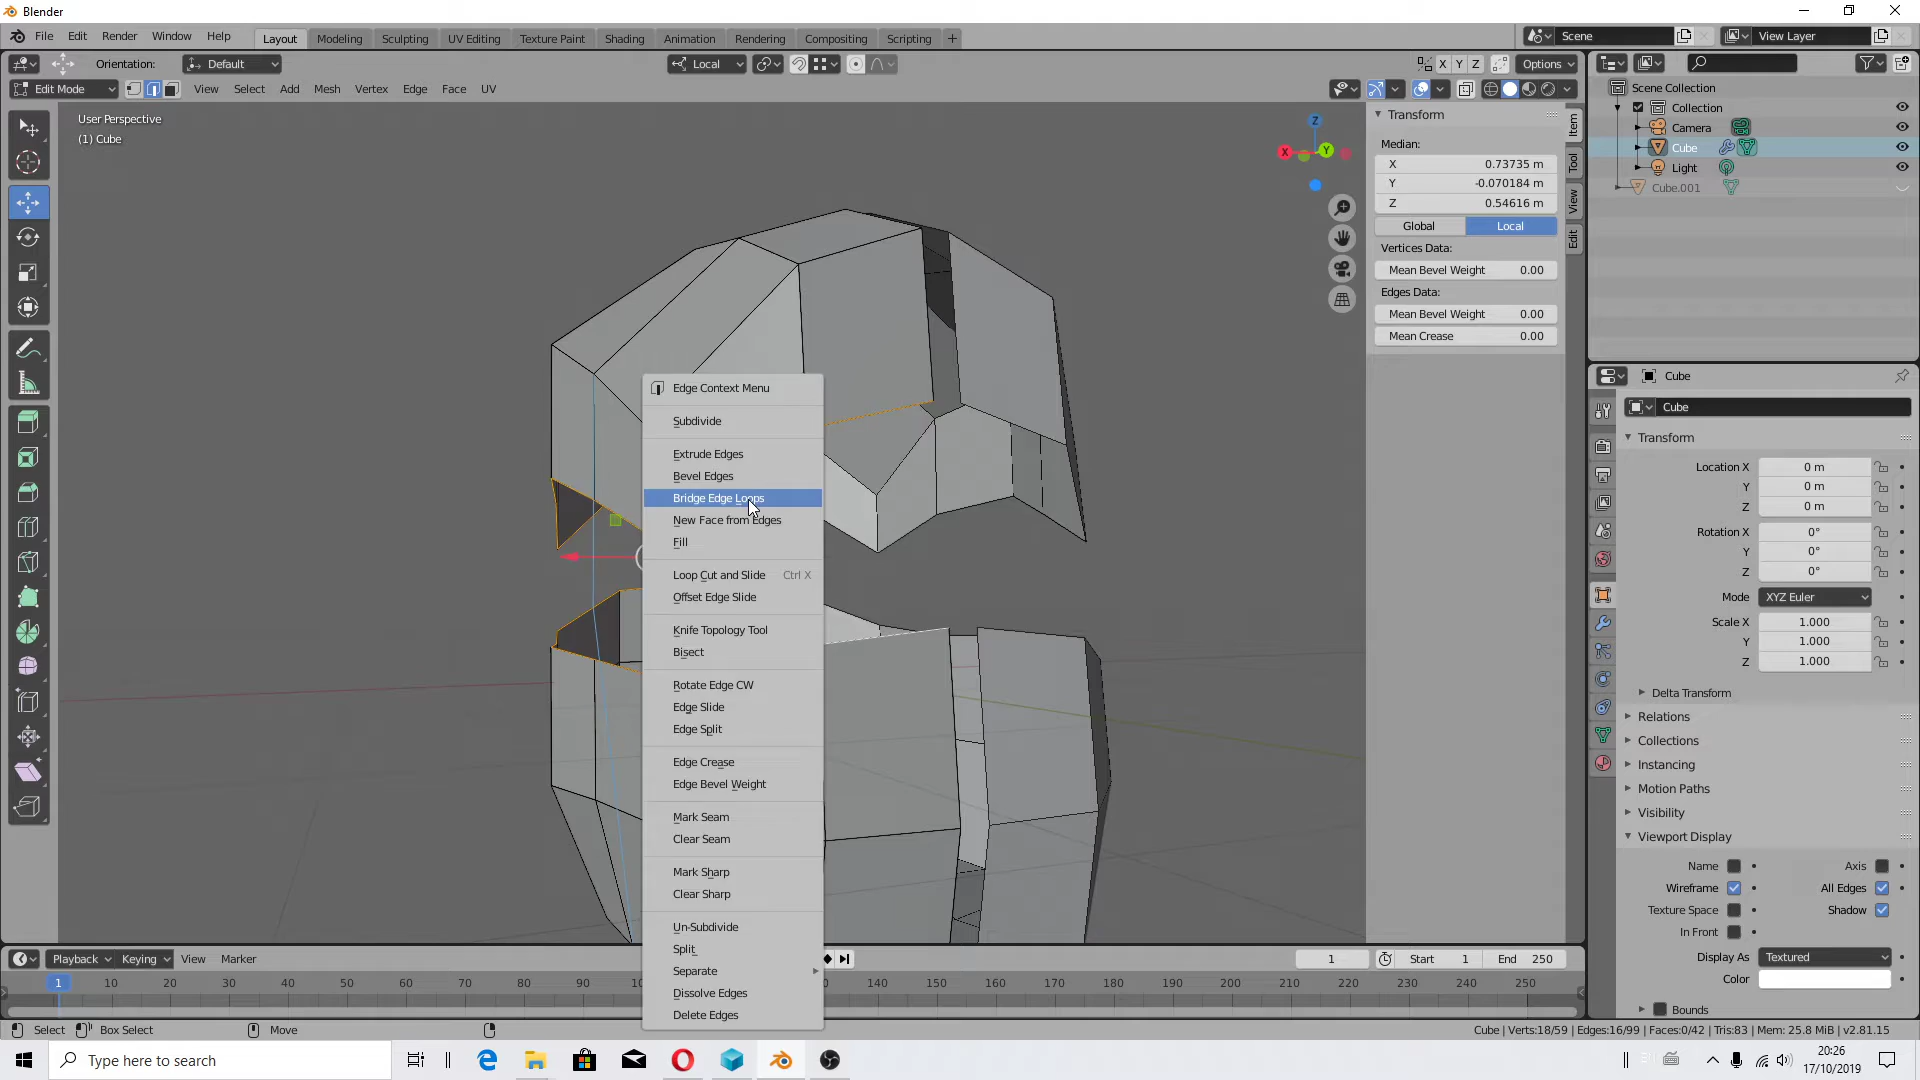 Blender
File Edit Render Window Help
Layout Modeling Sculpting UV Editing Texture Paint Shading Animation Rendering Compositing Scripting +
Scene
View Layer
Orientation: Default
Local
X Y Z Options
Edit Mode View Select Add Mesh Vertex Edge Face UV
User Perspective
(1) Cube
Z
X
Y
Transform
Median:
X 0.73735 m
Y -0.070184 m
Z 0.54616 m
Global Local
Vertices Data:
Mean Bevel Weight 0.00
Edges Data:
Mean Bevel Weight 0.00
Mean Crease 0.00
Item
Tool
View
Edit
Edge Context Menu
Subdivide
Extrude Edges
Bevel Edges
Bridge Edge Loops
New Face from Edges
Fill
Loop Cut and Slide Ctrl X
Offset Edge Slide
Knife Topology Tool
Bisect
Rotate Edge CW
Edge Slide
Edge Split
Edge Crease
Edge Bevel Weight
Mark Seam
Clear Seam
Mark Sharp
Clear Sharp
Un-Subdivide
Split
Separate
Dissolve Edges
Delete Edges
Scene Collection
Collection
Camera
Cube
Light
Cube.001
Cube
Cube
Transform
Location X 0 m
Y 0 m
Z 0 m
Rotation X 0°
Y 0°
Z 0°
Mode XYZ Euler
Scale X 1.000
Y 1.000
Z 1.000
Delta Transform
Relations
Collections
Instancing
Motion Paths
Visibility
Viewport Display
Name Axis
Wireframe All Edges
Texture Space Shadow
In Front
Display As Textured
Color
Bounds
Playback Keying View Marker
1 Start 1 End 250
1 10 20 30 40 50 60 70 80 90 140 150 160 170 180 190 200 210 220 230 240 250
Select Box Select Move
Cube | Verts:18/59 | Edges:16/99 | Faces:0/42 | Tris:83 | Mem: 25.8 MiB | v2.81.15
Type here to search
20:26
17/10/2019